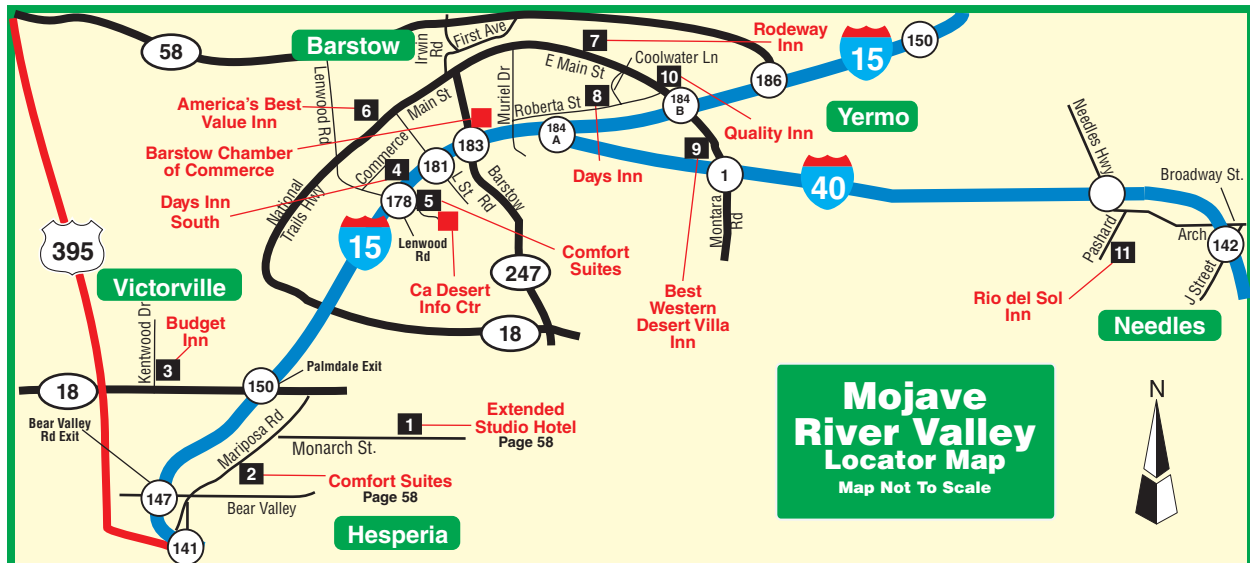 58
Barstow
Irwin
Rd
First Ave
7
Rodeway
Inn
15
150
Lenwood Rd
Main St
E Main St
Coolwater Ln
10
186
America's Best
Value Inn
6
Muriel Dr
Roberta St
8
184
B
Yermo
Needles Hwy
Barstow Chamber
of Commerce
Commerce
183
184
A
Quality Inn
4
181
9
Days Inn
1
40
Broadway St.
Days Inn
South
National
Trails Hwy
178
5
L St.
Barstow
Rd
Montara
Rd
Pashard
Arch
142
395
15
Lenwood
Rd
Comfort
Suites
11
J Street
Victorville
247
Ca Desert
Info Ctr
Best
Western
Desert Villa
Inn
Rio del Sol
Inn
Needles
Kentwood Dr
Budget
Inn
18
3
Palmdale Exit
18
150
Mojave
River Valley
Locator Map
Map Not To Scale
N
Bear Valley
Rd Exit
Mariposa Rd
1
Extended
Studio Hotel
Page 58
Monarch St.
2
Comfort Suites
Page 58
147
Bear Valley
Hesperia
141